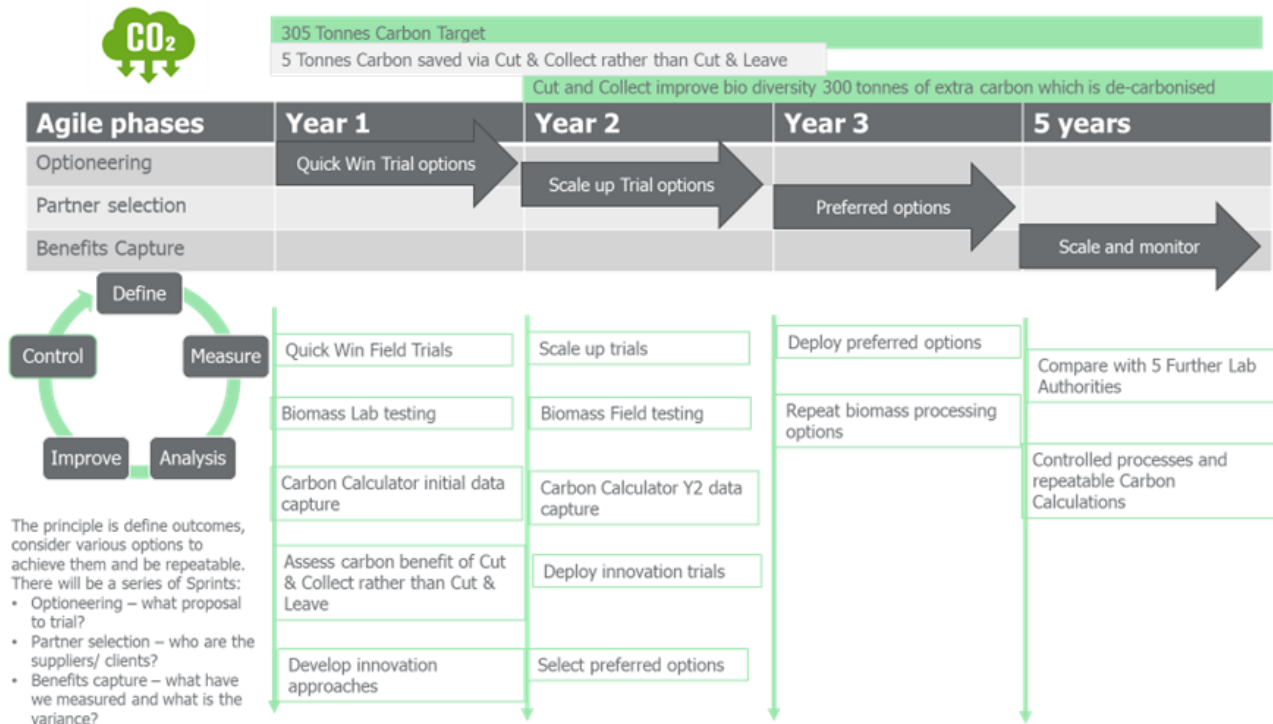 CO2
305 Tonnes Carbon Target
5 Tonnes Carbon saved via Cut & Collect rather than Cut & Leave
Cut and Collect improve bio diversity 300 tonnes of extra carbon which is de-carbonised
Agile phases
Year 1
Year 2
Year 3
5 years
Optioneering
Partner selection
Benefits Capture
Quick Win Trial options
Scale up Trial options
Preferred options
Scale and monitor
Define
Measure
Analysis
Improve
Control
The principle is define outcomes,
consider various options to
achieve them and be repeatable.
There will be a series of Sprints:
• Optioneering – what proposal
to trial?
• Partner selection – who are the
suppliers/ clients?
• Benefits capture – what have
we measured and what is the
variance?
Quick Win Field Trials
Biomass Lab testing
Carbon Calculator initial data
capture
Assess carbon benefit of Cut
& Collect rather than Cut &
Leave
Develop innovation
approaches
Scale up trials
Biomass Field testing
Carbon Calculator Y2 data
capture
Deploy innovation trials
Select preferred options
Deploy preferred options
Repeat biomass processing
options
Compare with 5 Further Lab
Authorities
Controlled processes and
repeatable Carbon
Calculations